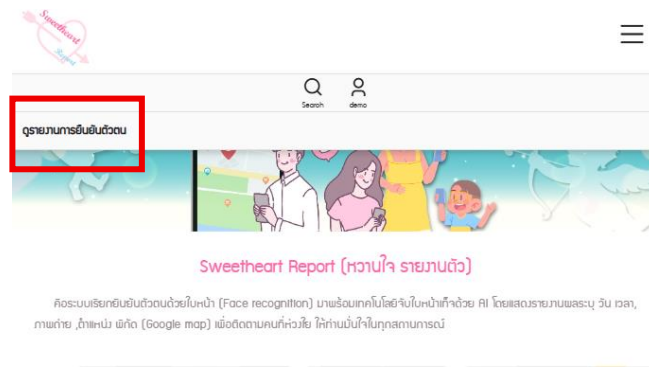 Sweetheart
Report
Search demo
ดูรายงานการยืนยันตัวตน
Sweetheart Report (หวานใจ รายงานตัว)
คือระบบเรียกยืนยันตัวตนด้วยใบหน้า (Face recognition) มาพร้อมเทคโนโลยีจับใบหน้าเท็จด้วย AI โดยแสดงรายงานผลระบุ วัน เวลา,
ภาพถ่าย ,ตำแหน่ง พิกัด (Google map) เพื่อติดตามคนที่ห่วงใย ให้ท่านมั่นใจในทุกสถานการณ์